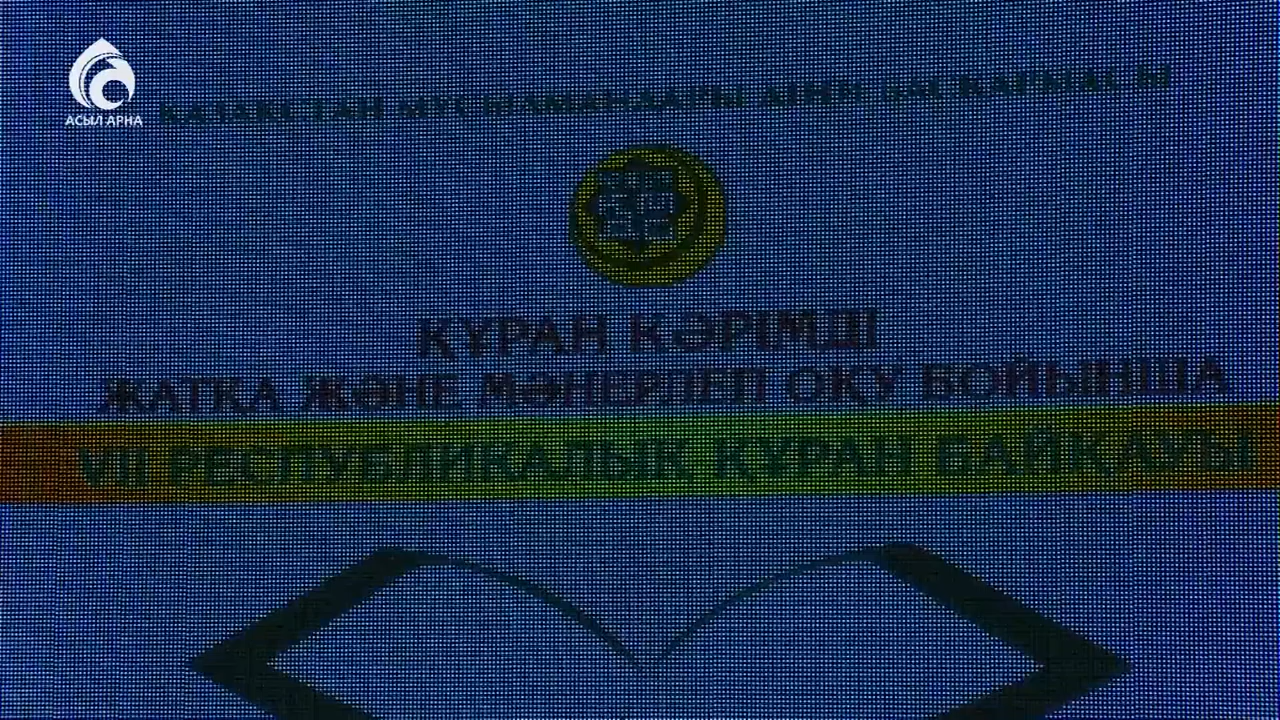 АСЫЛ АРНА
ҚАЗАҚСТАН МҰСЫЛМАНДАРЫ ДІНИ БАСҚАРМАСЫ
ҚҰРАН КӘРІМДІ
ЖАТҚА ЖӘНЕ МӘНЕРЛЕП ОҚУ БОЙЫНША
VII РЕСПУБЛИКАЛЫҚ ҚҰРАН БАЙҚАУЫ